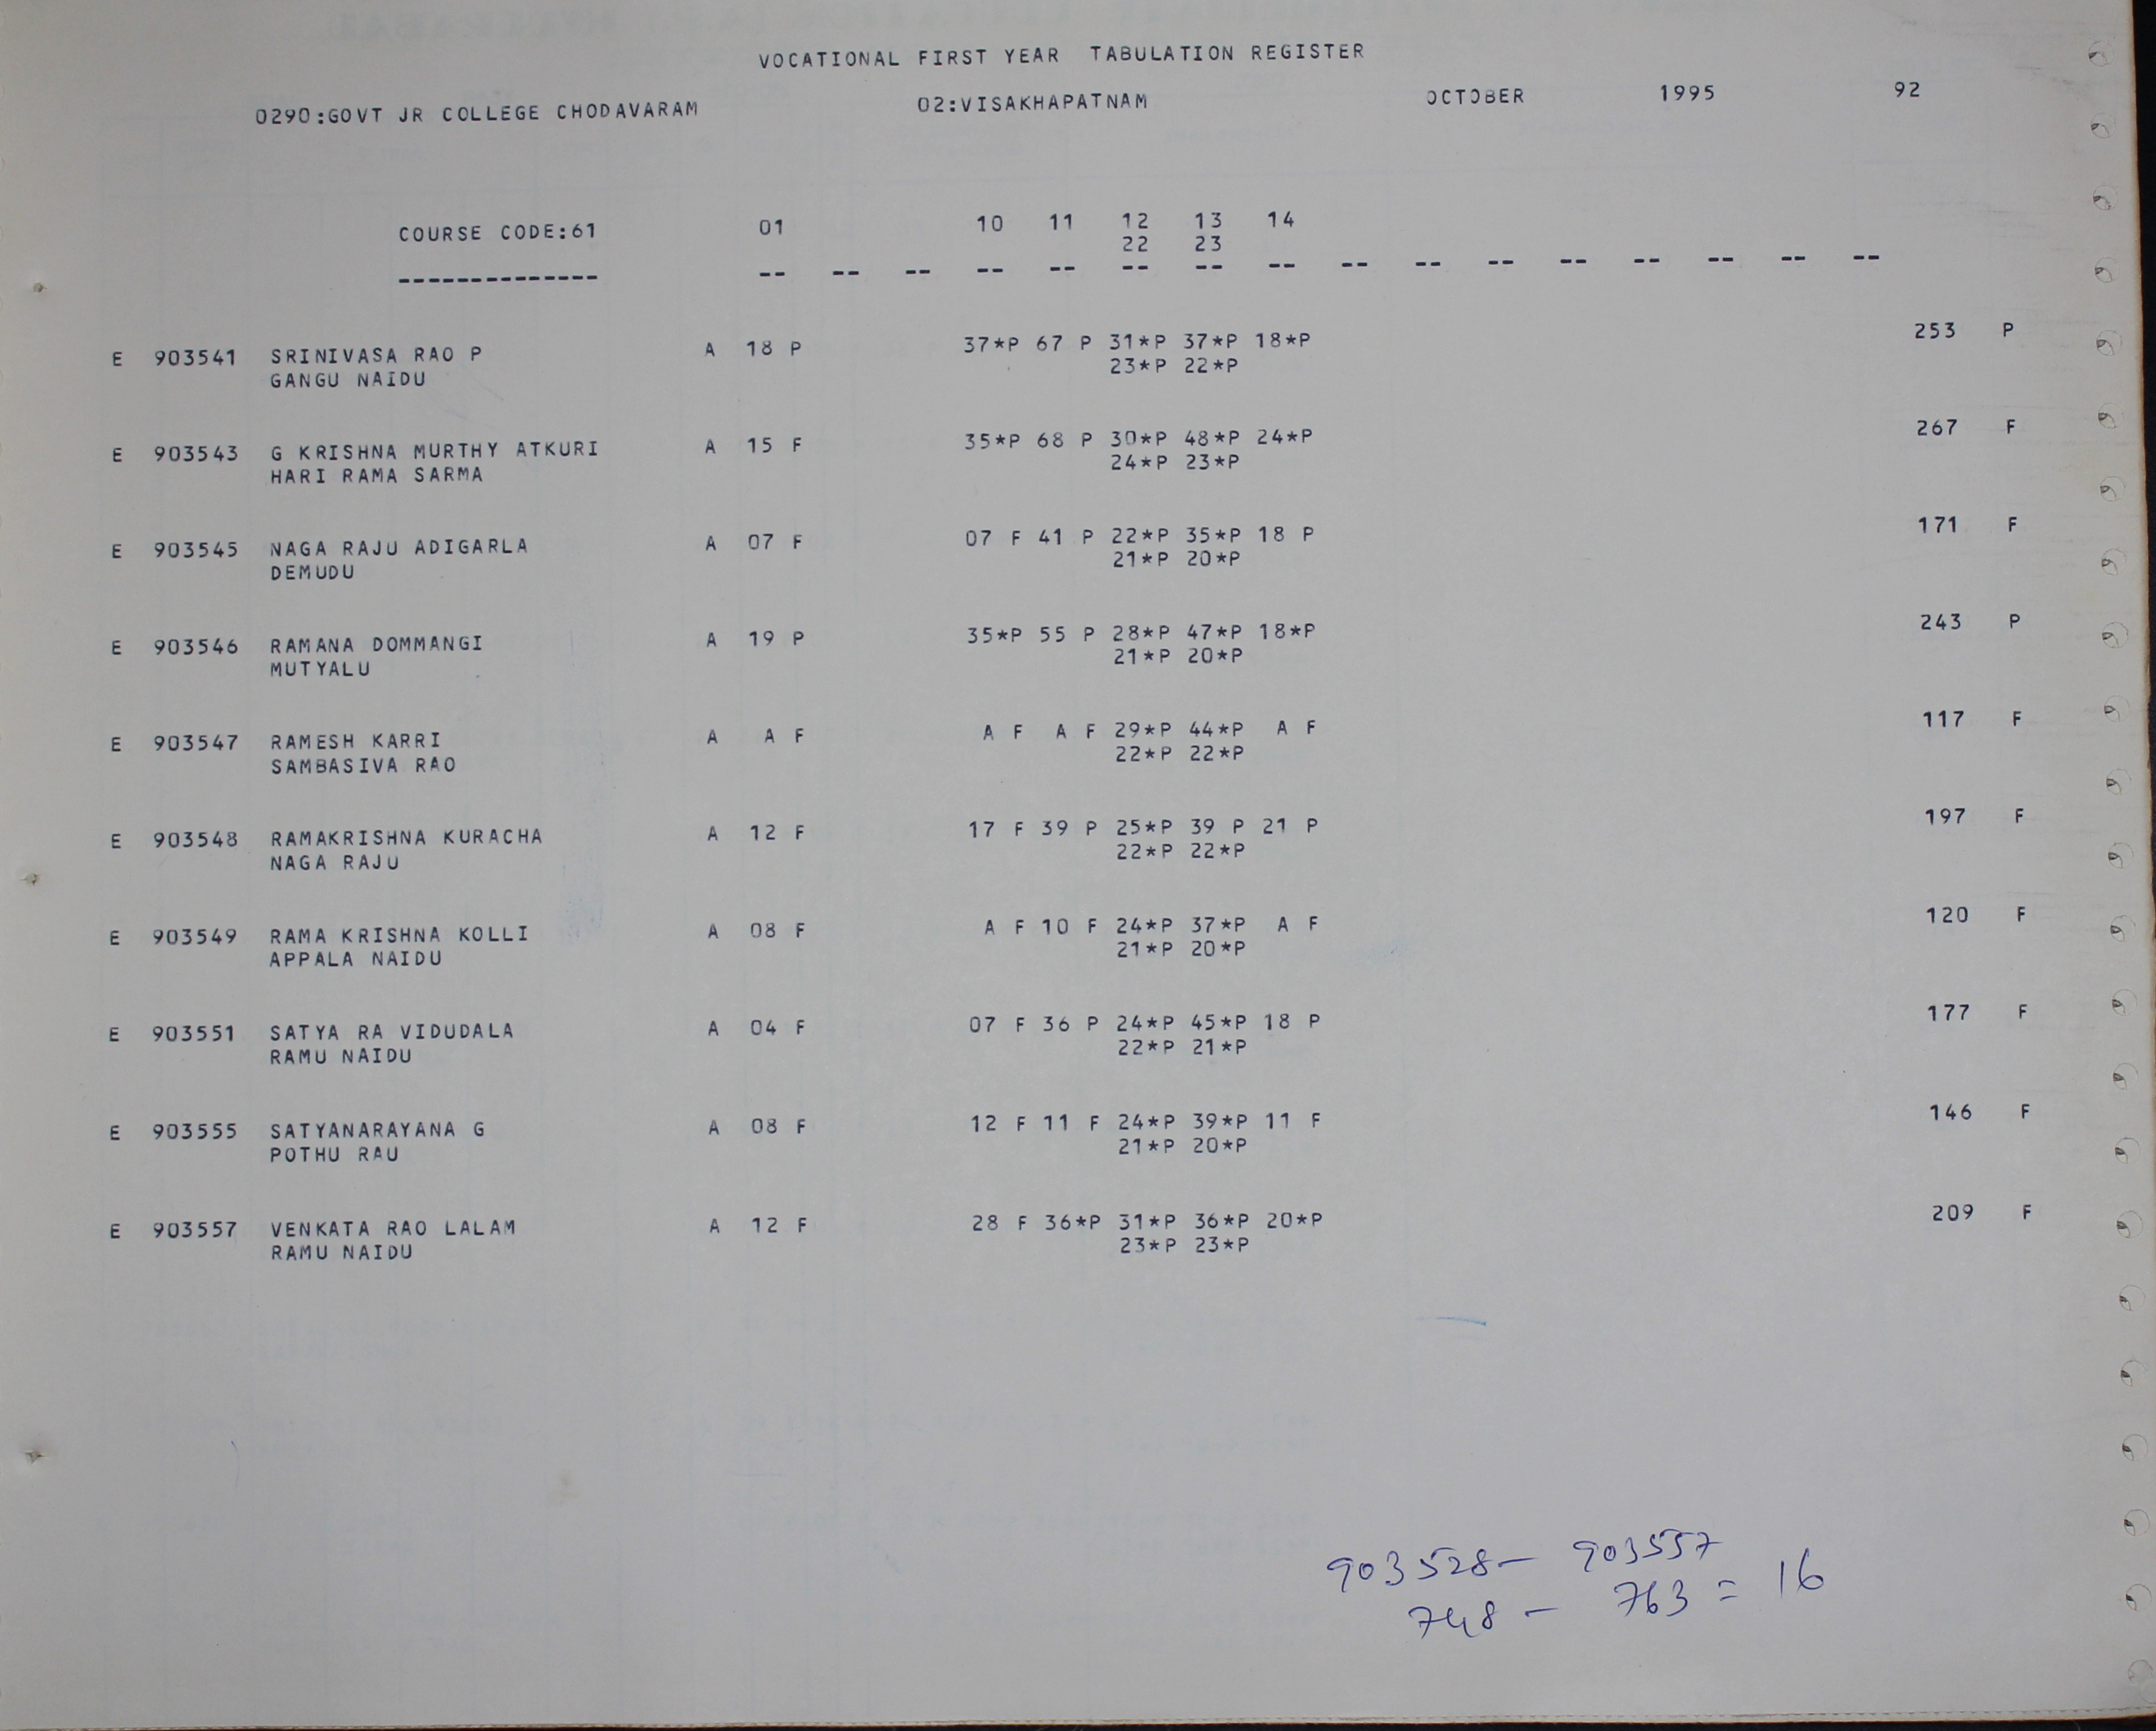 VOCATIONAL FIRST YEAR TABULATION REGISTER
0290:GOVT JR COLLEGE CHODAVARAM 02:VISAKHAPATNAM OCTOBER 1995 92
COURSE CODE:61 01 10 11 12 13 14
22 23
-------------- -- -- -- -- -- -- -- -- -- -- -- -- -- -- -- --
E 903541 SRINIVASA RAO P A 18 P 37*P 67 P 31*P 37*P 18*P 253 P
GANGU NAIDU 23*P 22*P
E 903543 G KRISHNA MURTHY ATKURI A 15 F 35*P 68 P 30*P 48*P 24*P 267 F
HARI RAMA SARMA 24*P 23*P
E 903545 NAGA RAJU ADIGARLA A 07 F 07 F 41 P 22*P 35*P 18 P 171 F
DEMUDU 21*P 20*P
E 903546 RAMANA DOMMANGI A 19 P 35*P 55 P 28*P 47*P 18*P 243 P
MUTYALU 21*P 20*P
E 903547 RAMESH KARRI A A F A F A F 29*P 44*P A F 117 F
SAMBASIVA RAO 22*P 22*P
E 903548 RAMAKRISHNA KURACHA A 12 F 17 F 39 P 25*P 39 P 21 P 197 F
NAGA RAJU 22*P 22*P
E 903549 RAMA KRISHNA KOLLI A 08 F A F 10 F 24*P 37*P A F 120 F
APPALA NAIDU 21*P 20*P
E 903551 SATYA RA VIDUDALA A 04 F 07 F 36 P 24*P 45*P 18 P 177 F
RAMU NAIDU 22*P 21*P
E 903555 SATYANARAYANA G A 08 F 12 F 11 F 24*P 39*P 11 F 146 F
POTHU RAU 21*P 20*P
E 903557 VENKATA RAO LALAM A 12 F 28 F 36*P 31*P 36*P 20*P 209 F
RAMU NAIDU 23*P 23*P
903528 - 903557
748 - 763 = 16